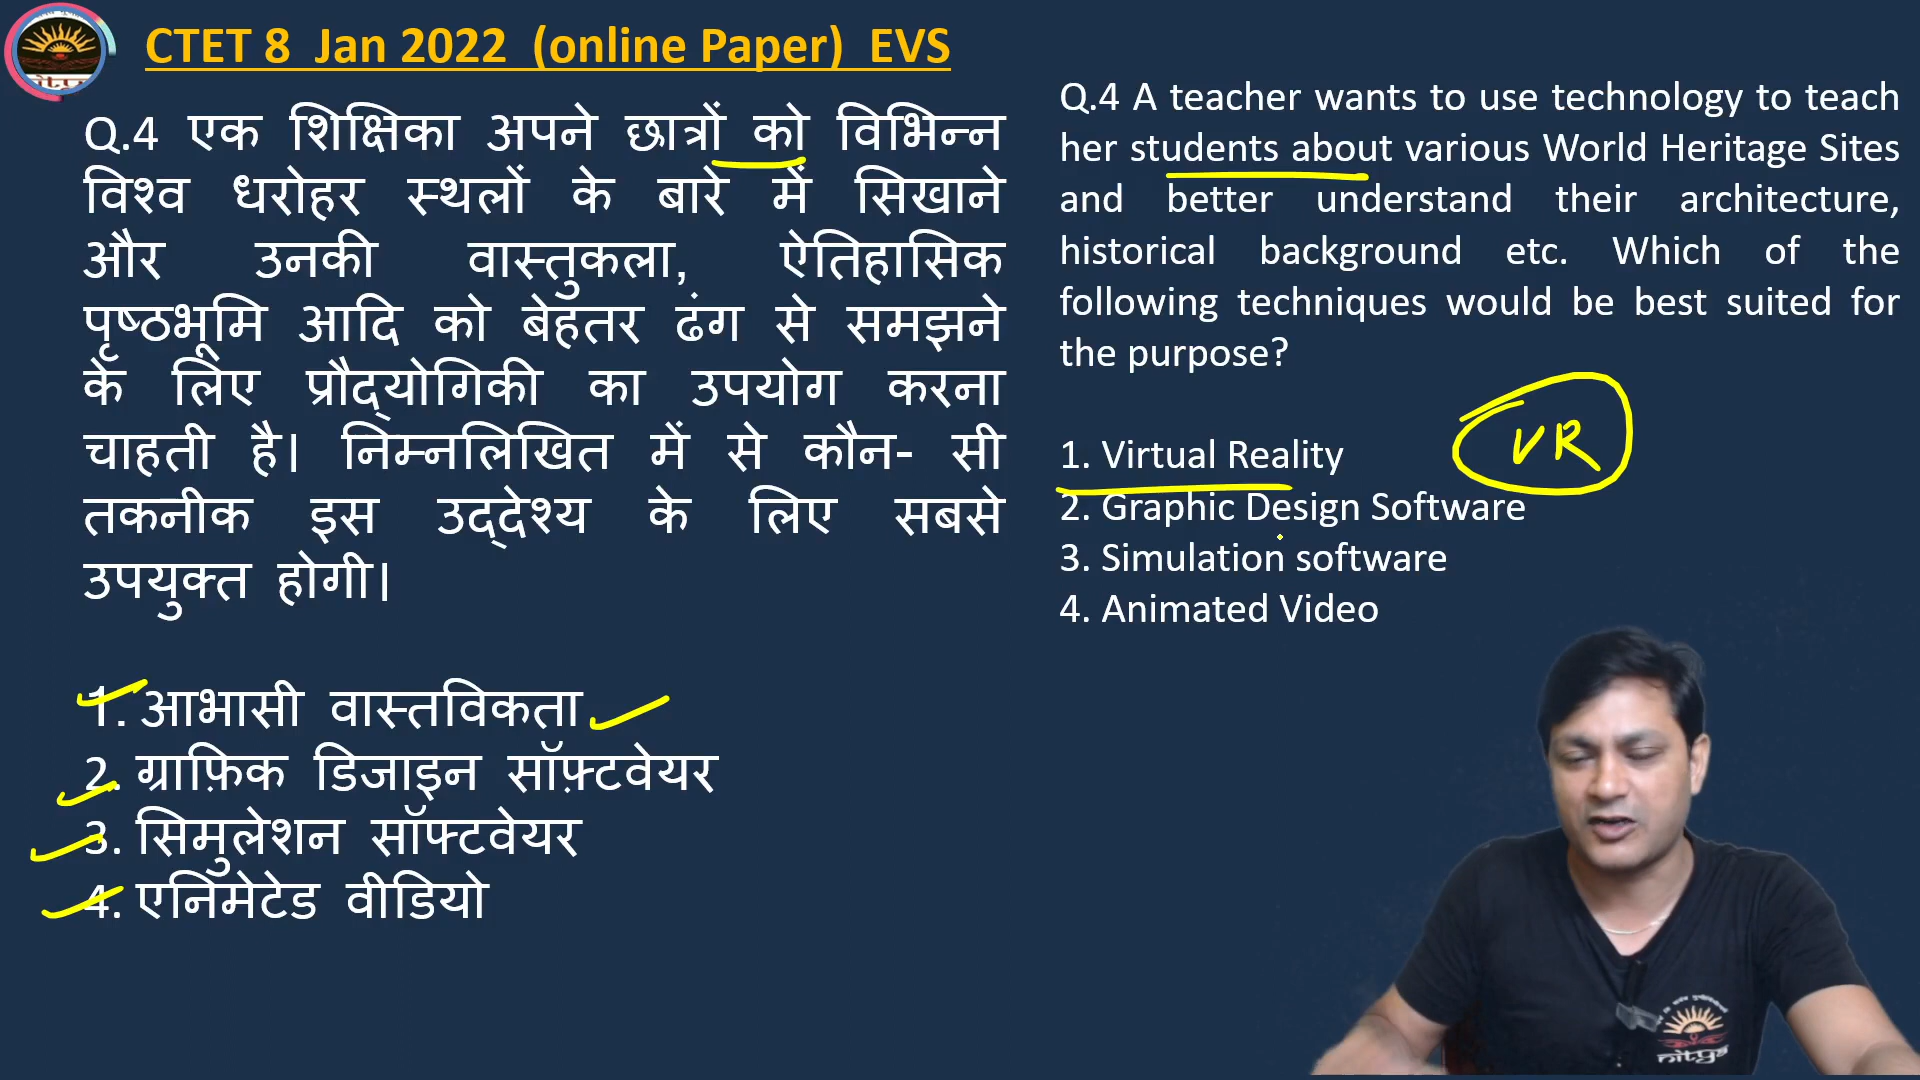 CTET 8 Jan 2022 (online Paper) EVS
Q.4 एक शिक्षिका अपने छात्रों को विभिन्न
विश्व धरोहर स्थलों के बारे में सिखाने
और उनकी वास्तुकला, ऐतिहासिक
पृष्ठभूमि आदि को बेहतर ढंग से समझने
के लिए प्रौद्योगिकी का उपयोग करना
चाहती है। निम्नलिखित में से कौन- सी
तकनीक इस उद्देश्य के लिए सबसे
उपयुक्त होगी।
1. आभासी वास्तविकता
2. ग्राफ़िक डिजाइन सॉफ़्टवेयर
3. सिमुलेशन सॉफ्टवेयर
4. एनिमेटेड वीडियो
Q.4 A teacher wants to use technology to teach
her students about various World Heritage Sites
and better understand their architecture,
historical background etc. Which of the
following techniques would be best suited for
the purpose?
1. Virtual Reality
VR
2. Graphic Design Software
3. Simulation software
4. Animated Video
nitya